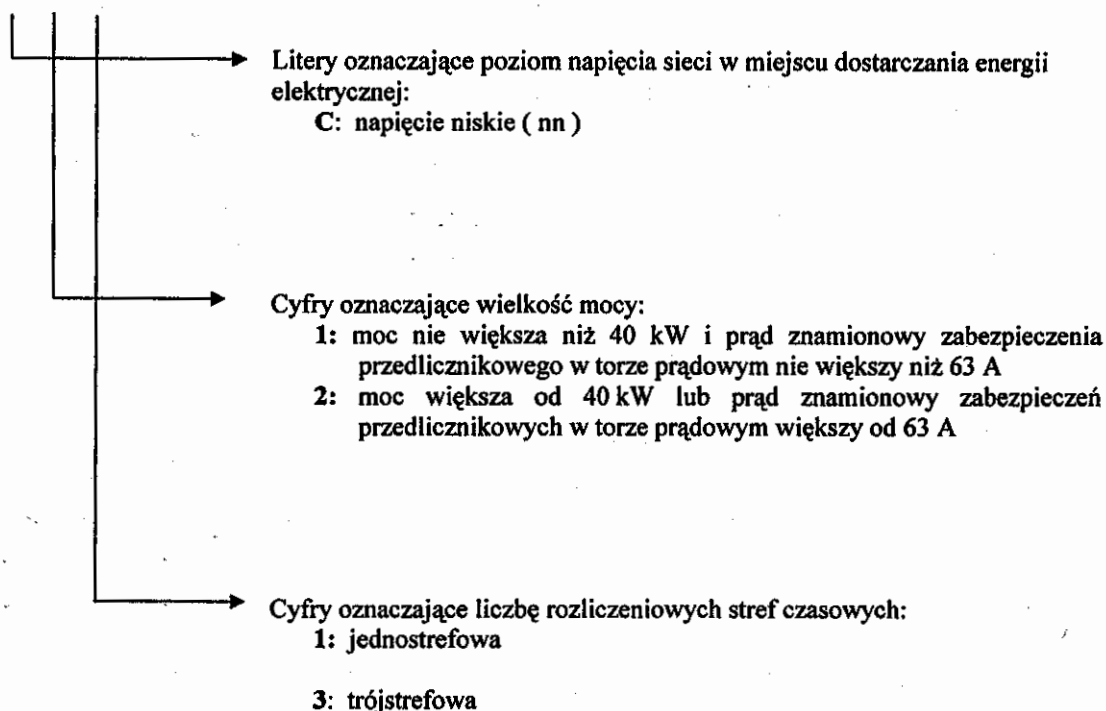 Litery oznaczające poziom napięcia sieci w miejscu dostarczania energii
elektrycznej:
C: napięcie niskie ( nn )
Cyfry oznaczające wielkość mocy:
1: moc nie większa niż 40 kW i prąd znamionowy zabezpieczenia
przedlicznikowego w torze prądowym nie większy niż 63 A
2: moc większa od 40 kW lub prąd znamionowy zabezpieczeń
przedlicznikowych w torze prądowym większy od 63 A
Cyfry oznaczające liczbę rozliczeniowych stref czasowych:
1: jednostrefowa
3: trójstrefowa